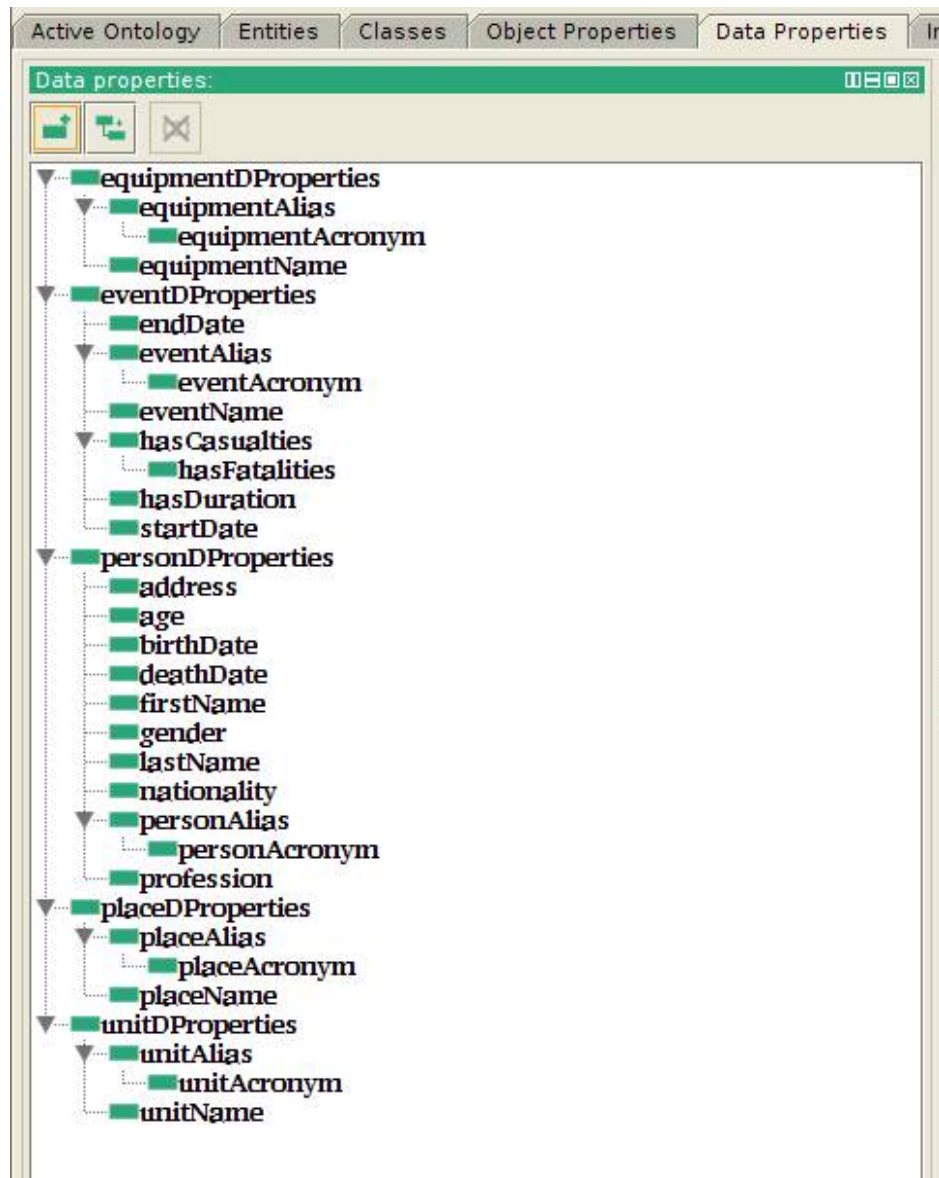 Active Ontology Entities Classes Object Properties Data Properties
Data properties:
equipmentDProperties
equipmentAlias
equipmentAcronym
equipmentName
eventDProperties
endDate
eventAlias
eventAcronym
eventName
hasCasualties
hasFatalities
hasDuration
startDate
personDProperties
address
age
birthDate
deathDate
firstName
gender
lastName
nationality
personAlias
personAcronym
profession
placeDProperties
placeAlias
placeAcronym
placeName
unitDProperties
unitAlias
unitAcronym
unitName